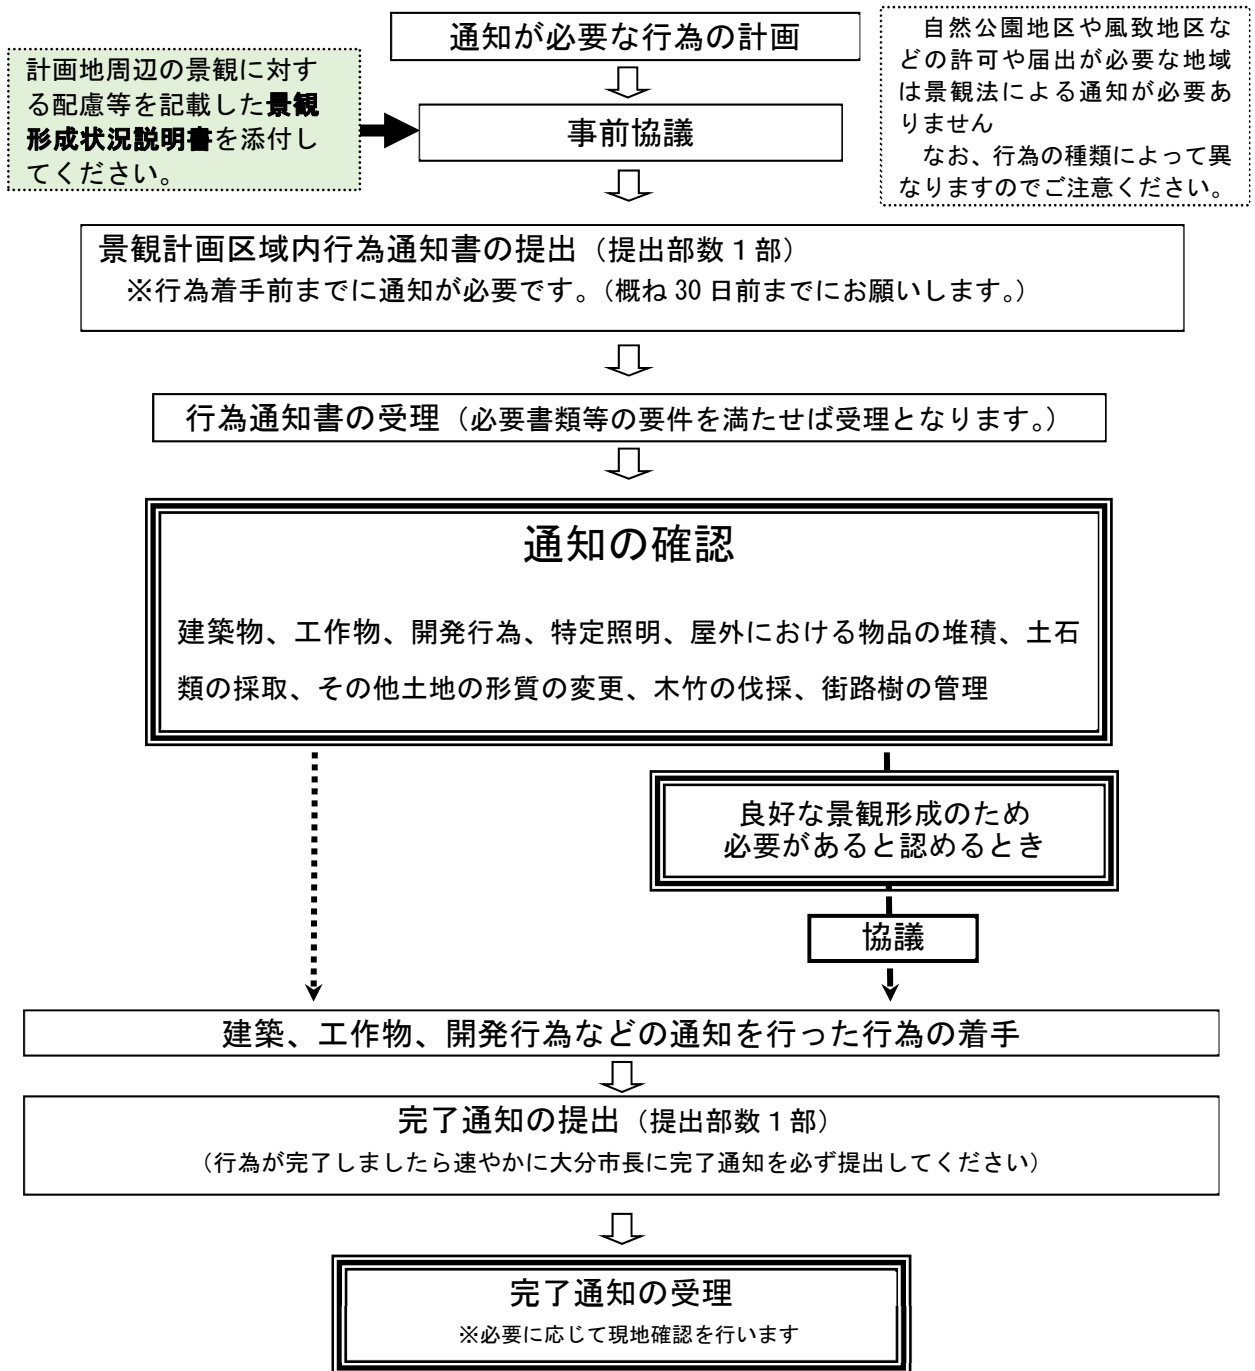 通知が必要な行為の計画
自然公園地区や風致地区な
どの許可や届出が必要な地域
は景観法による通知が必要あ
りません
なお、行為の種類によって異
なりますのでご注意ください。
計画地周辺の景観に対す
る配慮等を記載した景観
形成状況説明書を添付し
てください。
事前協議
景観計画区域内行為通知書の提出（提出部数１部）
※行為着手前までに通知が必要です。（概ね 30 日前までにお願いします。）
行為通知書の受理（必要書類等の要件を満たせば受理となります。）
通知の確認
建築物、工作物、開発行為、特定照明、屋外における物品の堆積、土石
類の採取、その他土地の形質の変更、木竹の伐採、街路樹の管理
良好な景観形成のため
必要があると認めるとき
協議
建築、工作物、開発行為などの通知を行った行為の着手
完了通知の提出（提出部数１部）
（行為が完了しましたら速やかに大分市長に完了通知を必ず提出してください）
完了通知の受理
※必要に応じて現地確認を行います